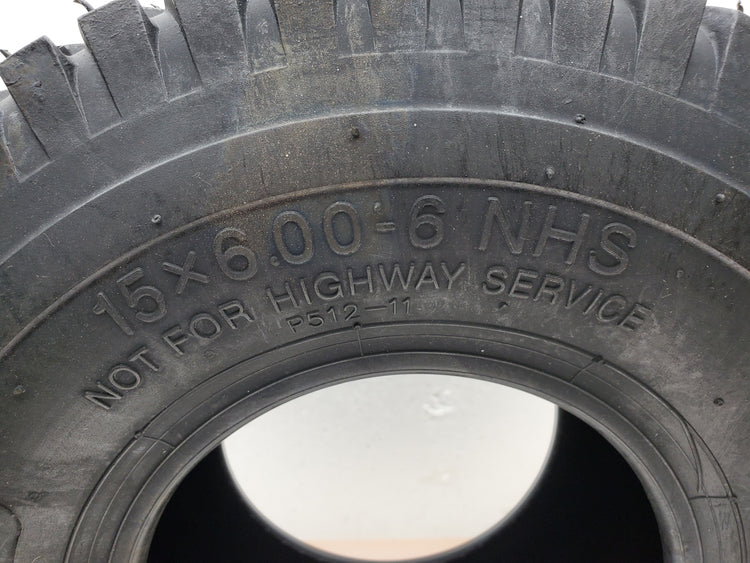 15×6.00-6 NHS
NOT FOR HIGHWAY SERVICE
P512-11